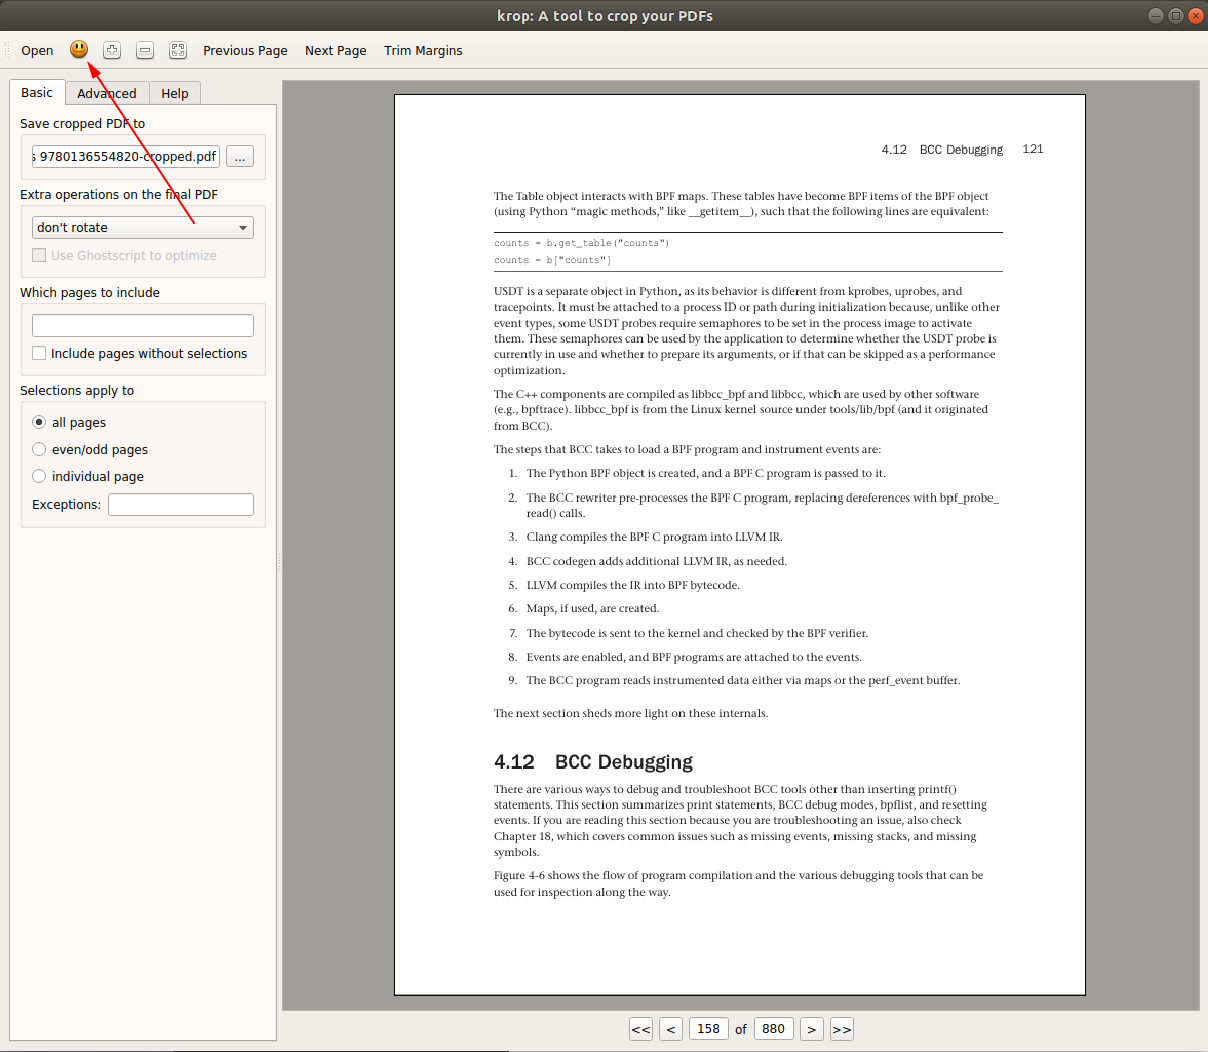 krop: A tool to crop your PDFs
Open Previous Page Next Page Trim Margins
Basic Advanced Help
Save cropped PDF to
s 9780136554820-cropped.pdf ...
Extra operations on the final PDF
don't rotate
Use Ghostscript to optimize
Which pages to include
Include pages without selections
Selections apply to
all pages
even/odd pages
individual page
Exceptions:
4.12 BCC Debugging 121
The Table object interacts with BPF maps. These tables have become BPF items of the BPF object
(using Python “magic methods,” like __getitem__), such that the following lines are equivalent:
counts = b.get_table("counts")
counts = b["counts"]
USDT is a separate object in Python, as its behavior is different from kprobes, uprobes, and
tracepoints. It must be attached to a process ID or path during initialization because, unlike other
event types, some USDT probes require semaphores to be set in the process image to activate
them. These semaphores can be used by the application to determine whether the USDT probe is
currently in use and whether to prepare its arguments, or if that can be skipped as a performance
optimization.
The C++ components are compiled as libbcc_bpf and libbcc, which are used by other software
(e.g., bpftrace). libbcc_bpf is from the Linux kernel source under tools/lib/bpf (and it originated
from BCC).
The steps that BCC takes to load a BPF program and instrument events are:
1. The Python BPF object is created, and a BPF C program is passed to it.
2. The BCC rewriter pre-processes the BPF C program, replacing dereferences with bpf_probe_
read() calls.
3. Clang compiles the BPF C program into LLVM IR.
4. BCC codegen adds additional LLVM IR, as needed.
5. LLVM compiles the IR into BPF bytecode.
6. Maps, if used, are created.
7. The bytecode is sent to the kernel and checked by the BPF verifier.
8. Events are enabled, and BPF programs are attached to the events.
9. The BCC program reads instrumented data either via maps or the perf_event buffer.
The next section sheds more light on these internals.
4.12 BCC Debugging
There are various ways to debug and troubleshoot BCC tools other than inserting printf()
statements. This section summarizes print statements, BCC debug modes, bpflist, and resetting
events. If you are reading this section because you are troubleshooting an issue, also check
Chapter 18, which covers common issues such as missing events, missing stacks, and missing
symbols.
Figure 4-6 shows the flow of program compilation and the various debugging tools that can be
used for inspection along the way.
<< < 158 of 880 > >>